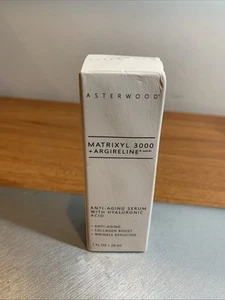 ASTERWOOD
MATRIXYL 3000
+ARGIRELINE
ANTI-AGING SERUM
WITH HYALURONIC
ACID
• ANTI-AGING
• COLLAGEN BOOST
• WRINKLE REDUCING